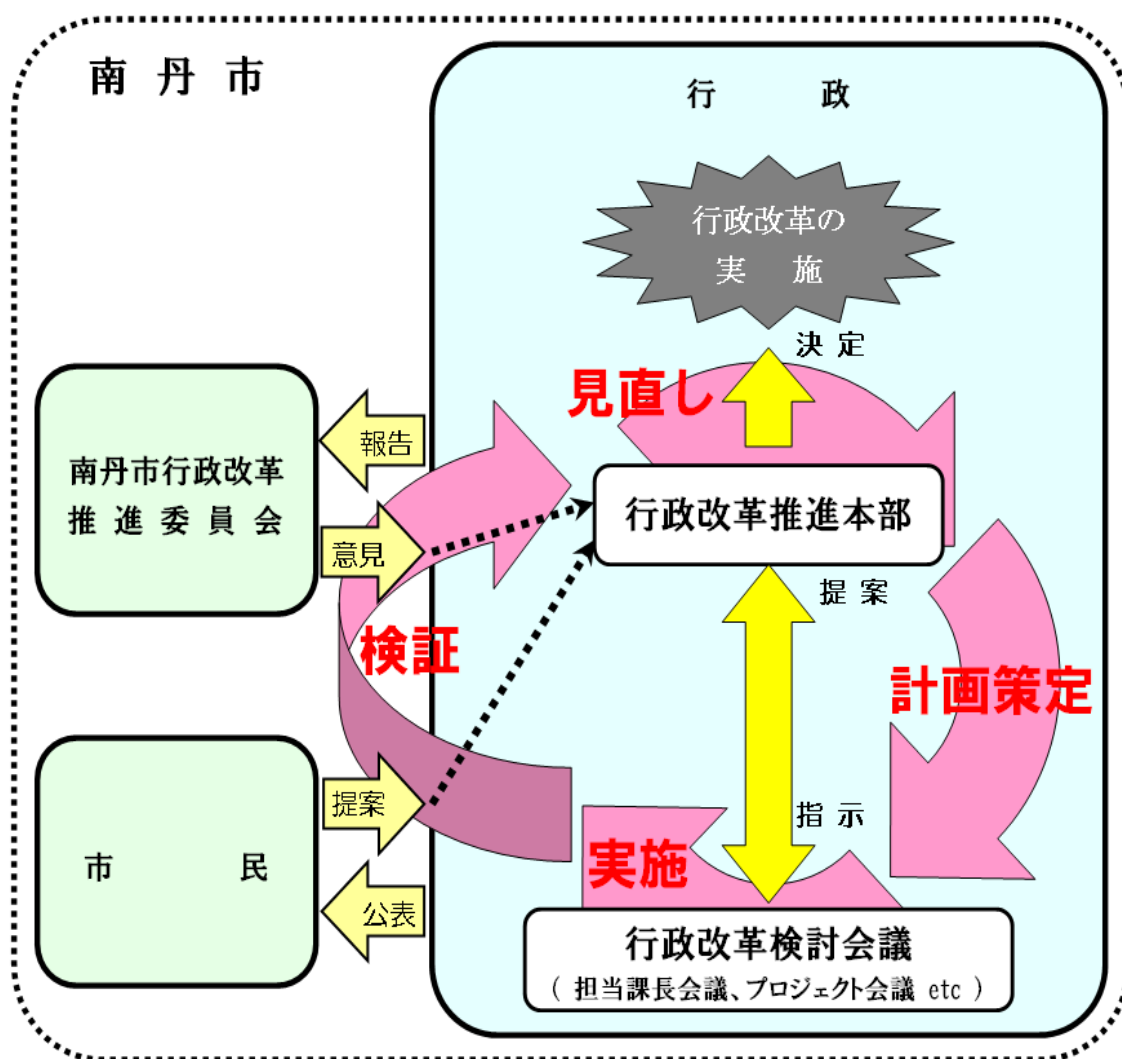 南丹市
行政
行政改革の
実施
決定
見直し
報告
南丹市行政改革
推進委員会
意見
行政改革推進本部
提案
検証
計画策定
提案
指示
市民
実施
公表
行政改革検討会議
(担当課長会議、プロジェクト会議 etc)